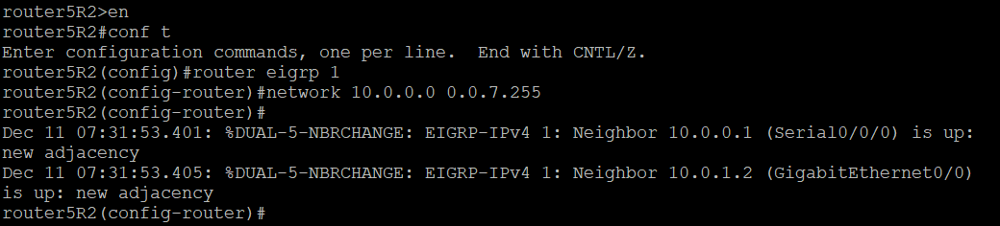 router5R2>en
router5R2#conf t
Enter configuration commands, one per line.  End with CNTL/Z.
router5R2(config)#router eigrp 1
router5R2(config-router)#network 10.0.0.0 0.0.7.255
router5R2(config-router)#
Dec 11 07:31:53.401: %DUAL-5-NBRCHANGE: EIGRP-IPv4 1: Neighbor 10.0.0.1 (Serial0/0/0) is up:
new adjacency
Dec 11 07:31:53.405: %DUAL-5-NBRCHANGE: EIGRP-IPv4 1: Neighbor 10.0.1.2 (GigabitEthernet0/0)
is up: new adjacency
router5R2(config-router)#